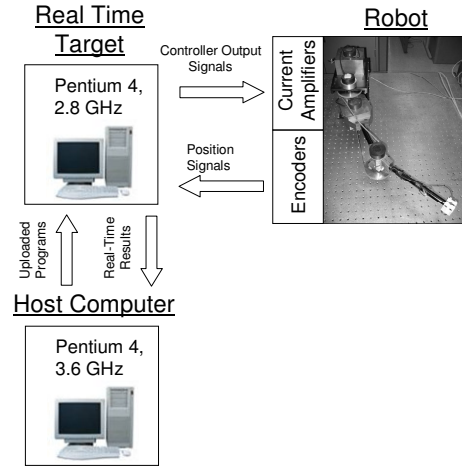 Real Time
Target
Pentium 4,
2.8 GHz
Controller Output
Signals
Position
Signals
Robot
Current
Amplifiers
Encoders
Uploaded
Programs
Real-Time
Results
Host Computer
Pentium 4,
3.6 GHz